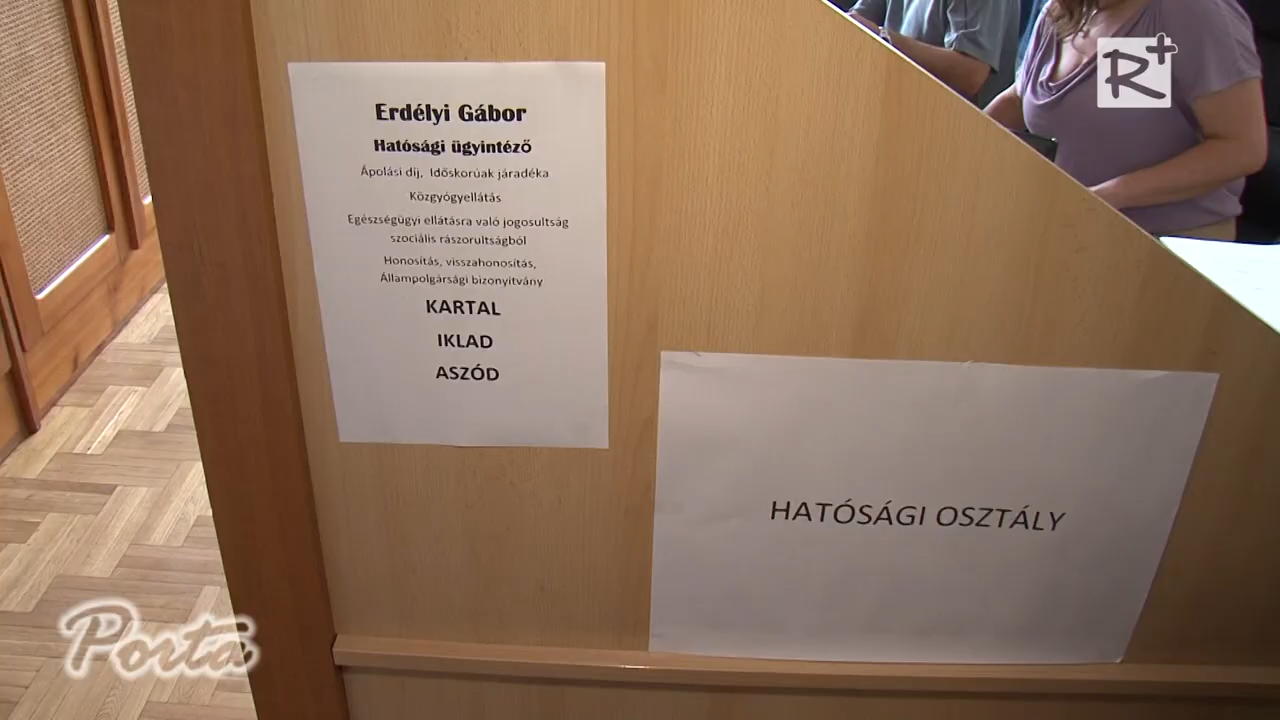 Erdélyi Gábor
Hatósági ügyintéző
Ápolási díj, Időskorúak járadéka
Közgyógyellátás
Egészségügyi ellátásra való jogosultság
szociális rászorultságból
Honosítás, visszahonosítás,
Állampolgársági bizonyítvány
KARTAL
IKLAD
ASZÓD
HATÓSÁGI OSZTÁLY
R+
Porta